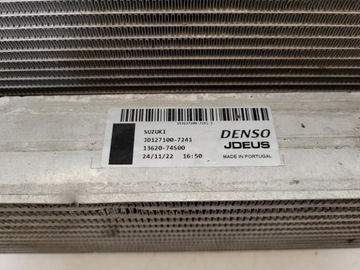 SUZUKI
JD127100-7241
13620-74S00
24/11/22 16:50
DENSO
JDEUS
MADE IN PORTUGAL